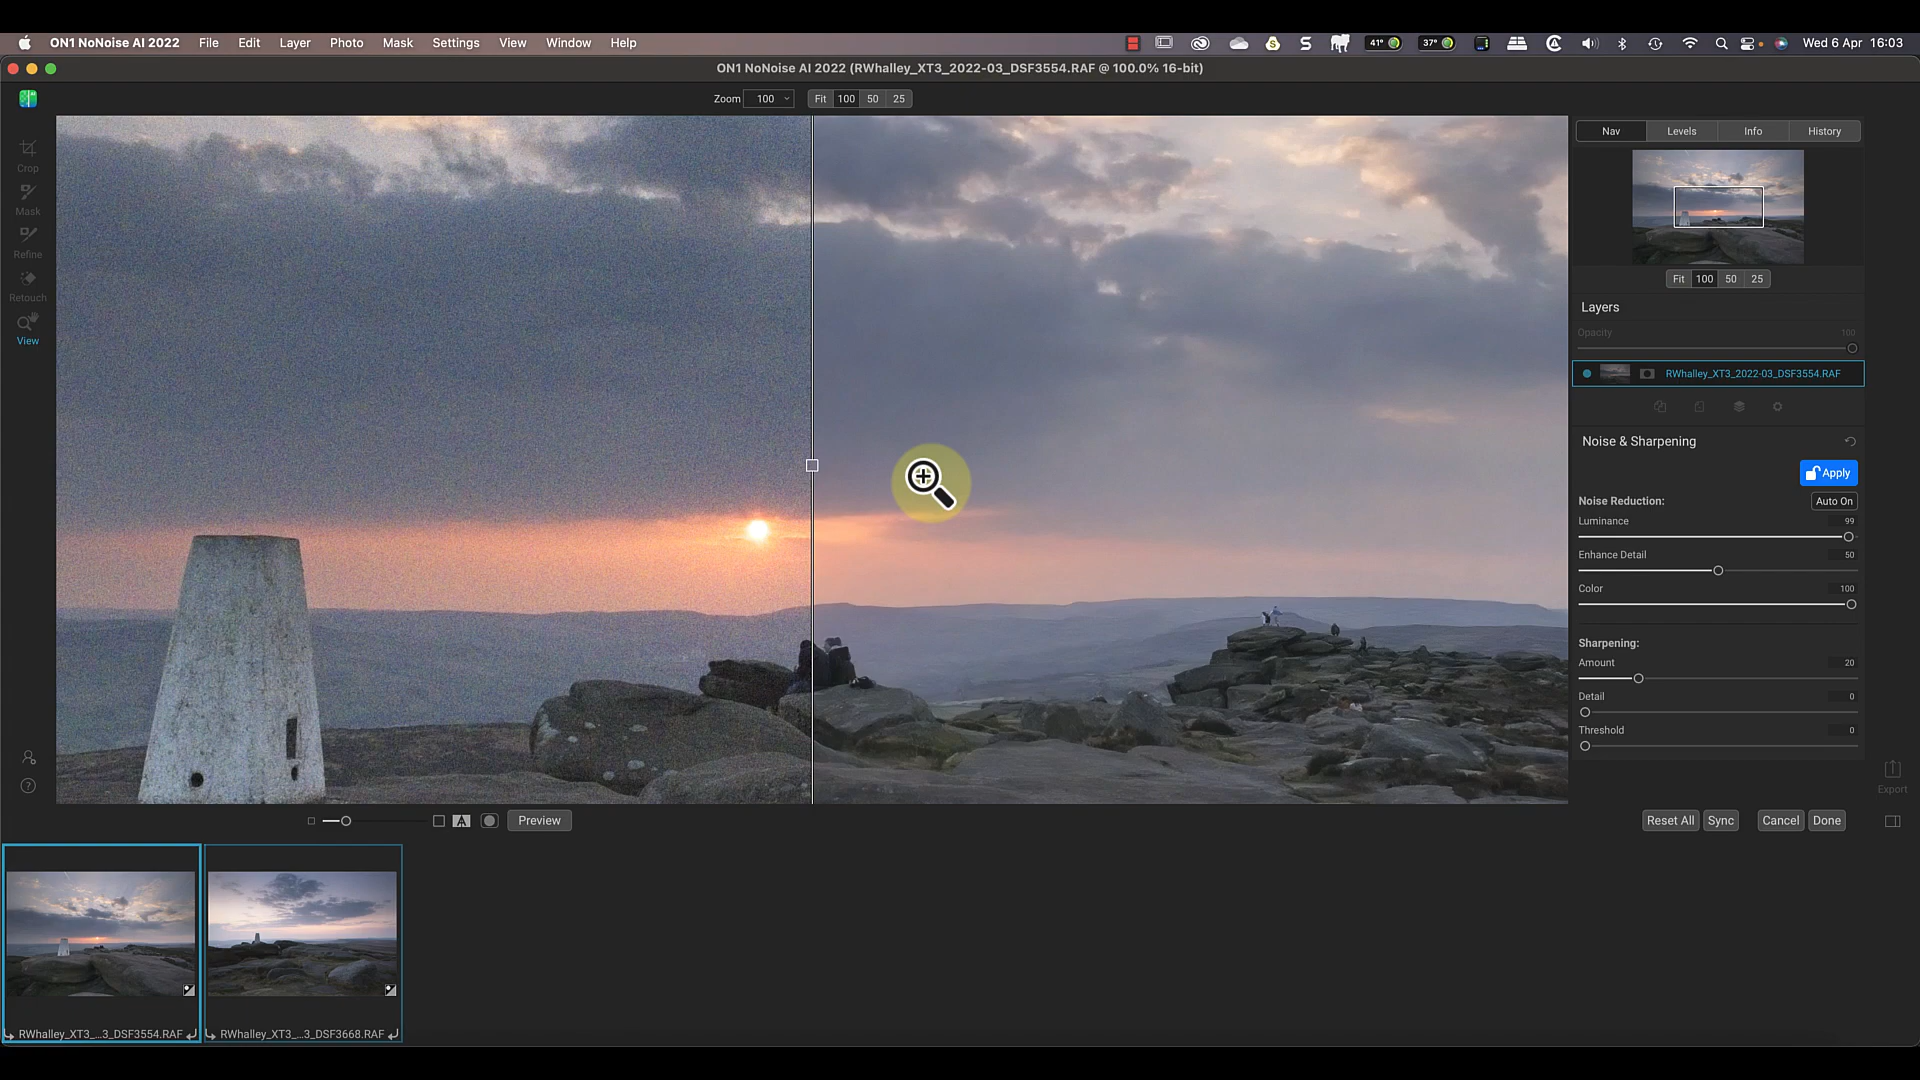 ON1 NoNoise AI 2022 File Edit Layer Photo Mask Settings View Window Help 41° 37° Wed 6 Apr 16:03
ON1 NoNoise AI 2022 (RWhalley_XT3_2022-03_DSF3554.RAF @ 100.0% 16-bit)
Zoom 100 Fit 100 50 25
Crop
Mask
Refine
Retouch
View
Nav Levels Info History
Fit 100 50 25
Layers
Opacity 100
RWhalley_XT3_2022-03_DSF3554.RAF
Noise & Sharpening
Apply
Noise Reduction: Auto On
Luminance 99
Enhance Detail 50
Color 100
Sharpening:
Amount 20
Detail 0
Threshold 0
Export
A Preview
Reset All Sync Cancel Done
RWhalley_XT3_...3_DSF3554.RAF
RWhalley_XT3_...3_DSF3668.RAF